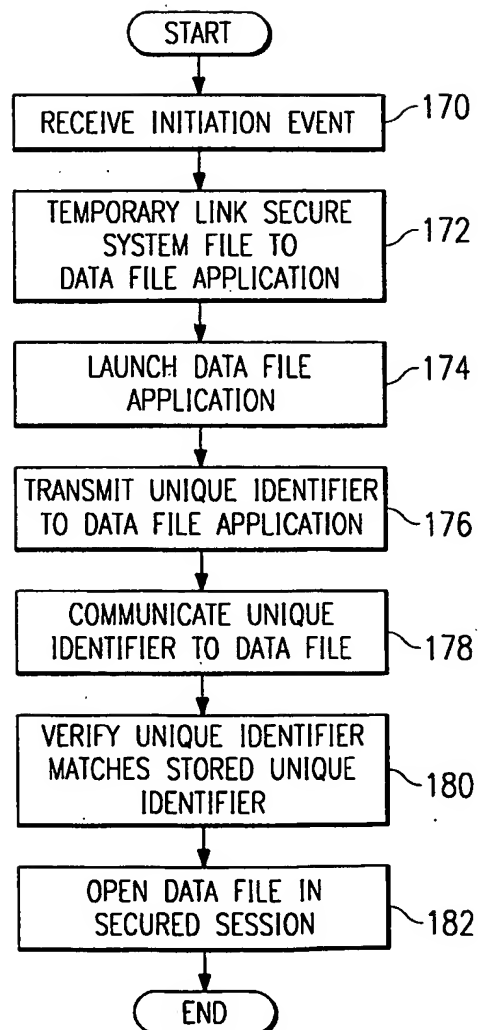 START
RECEIVE INITIATION EVENT
170
TEMPORARY LINK SECURE
SYSTEM FILE TO
DATA FILE APPLICATION
172
LAUNCH DATA FILE
APPLICATION
174
TRANSMIT UNIQUE IDENTIFIER
TO DATA FILE APPLICATION
176
COMMUNICATE UNIQUE
IDENTIFIER TO DATA FILE
178
VERIFY UNIQUE IDENTIFIER
MATCHES STORED UNIQUE
IDENTIFIER
180
OPEN DATA FILE IN
SECURED SESSION
182
END